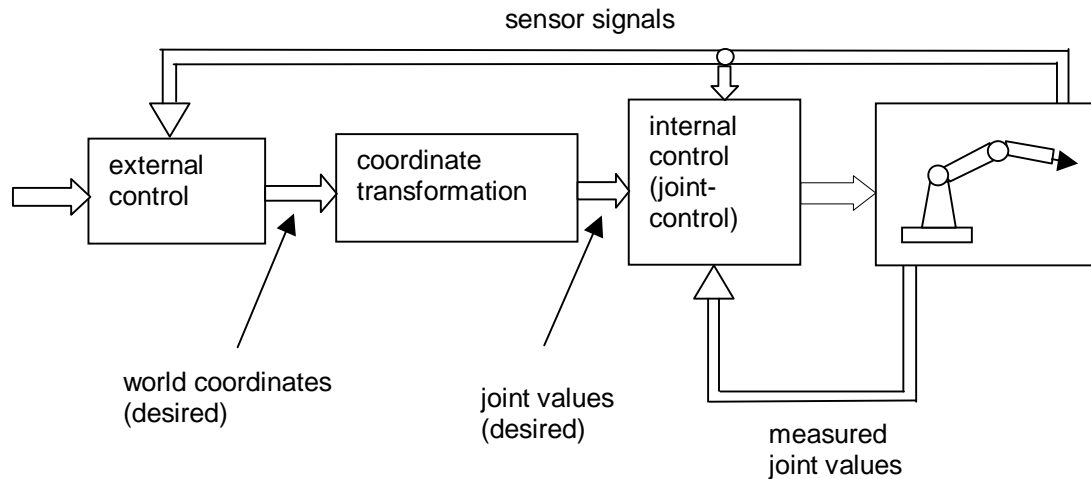 sensor signals
external
control
coordinate
transformation
internal
control
(joint-
control)
world coordinates
(desired)
joint values
(desired)
measured
joint values